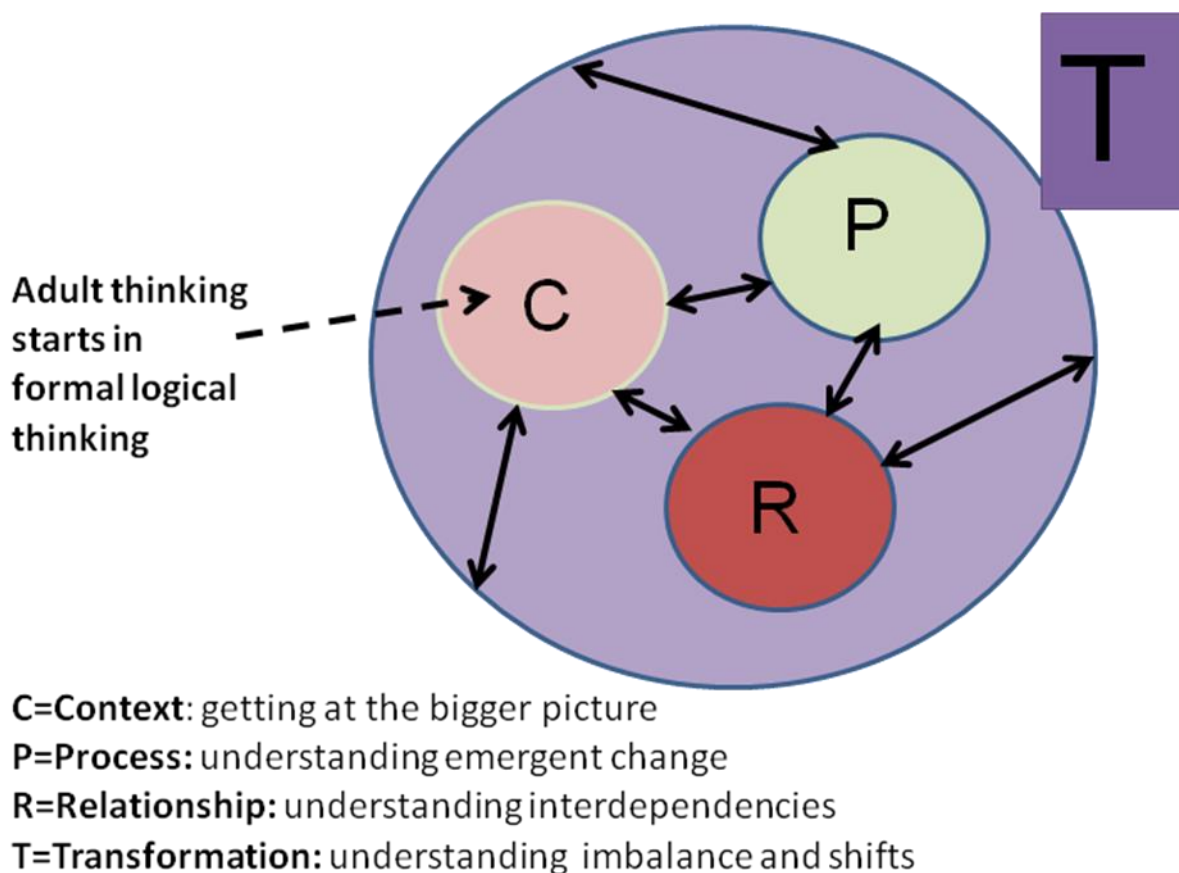 T
P
C
Adult thinking
starts in
formal logical
thinking
R
C=Context: getting at the bigger picture
P=Process: understanding emergent change
R=Relationship: understanding interdependencies
T=Transformation: understanding imbalance and shifts